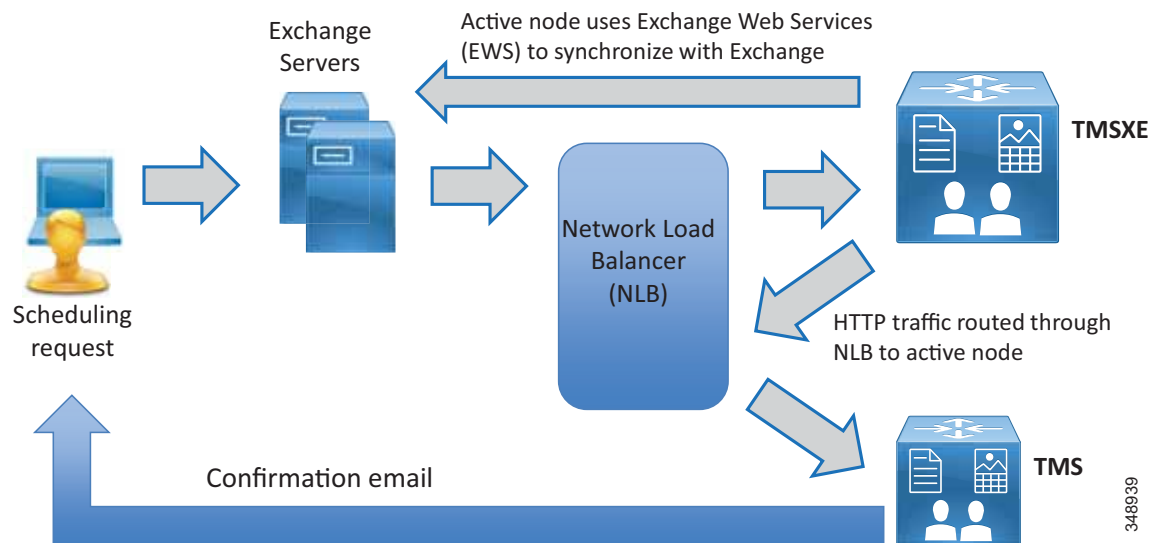 Exchange
Servers
Active node uses Exchange Web Services
(EWS) to synchronize with Exchange
TMSXE
Network Load
Balancer
(NLB)
Scheduling
request
HTTP traffic routed through
NLB to active node
Confirmation email
TMS
348939